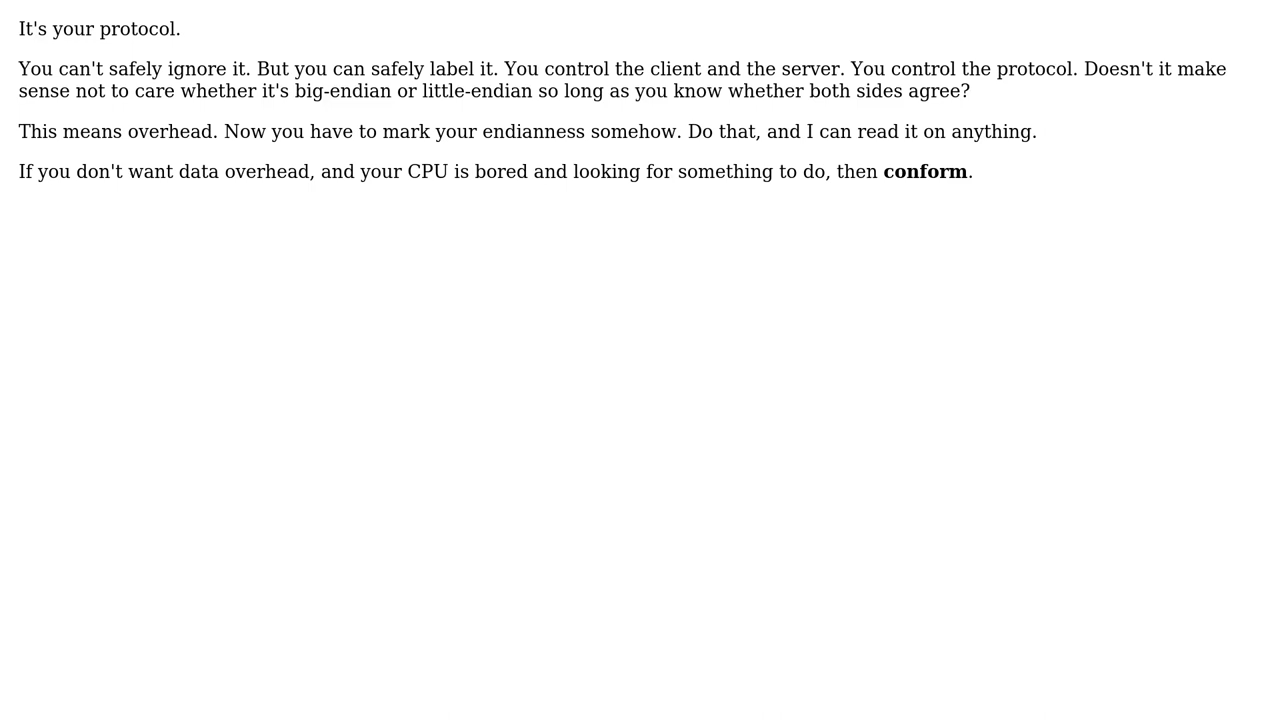 It's your protocol.
You can't safely ignore it. But you can safely label it. You control the client and the server. You control the protocol. Doesn't it make
sense not to care whether it's big-endian or little-endian so long as you know whether both sides agree?
This means overhead. Now you have to mark your endianness somehow. Do that, and I can read it on anything.
If you don't want data overhead, and your CPU is bored and looking for something to do, then conform.